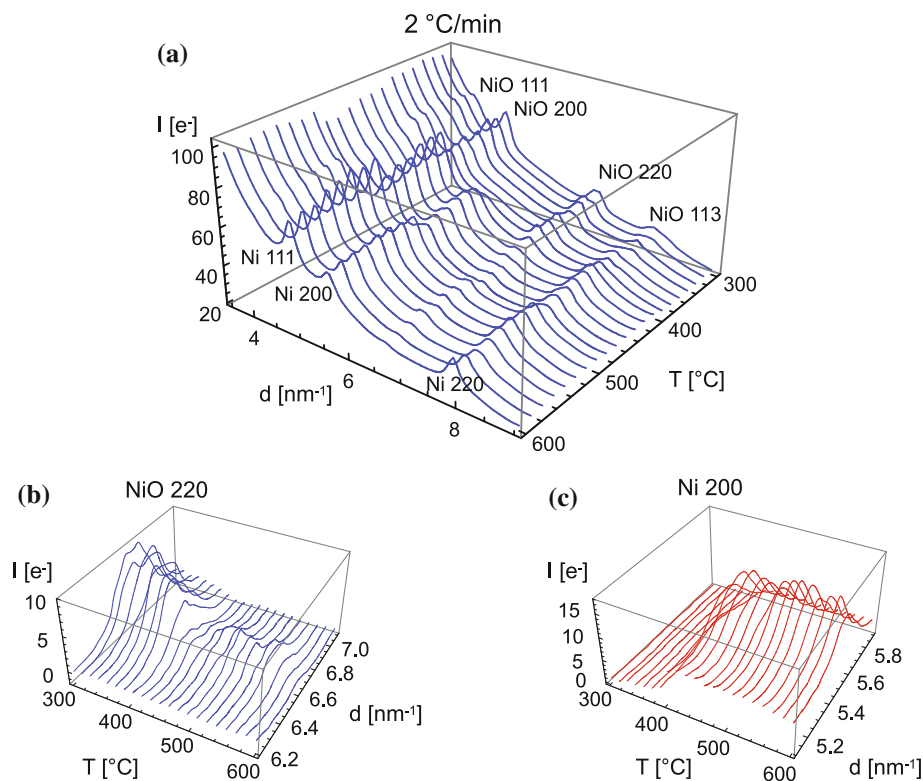 2 °C/min
(a)
I [e-]
100
80
60
40
20
NiO 111
NiO 200
NiO 220
NiO 113
Ni 111
Ni 200
Ni 220
4
6
8
d [nm-1]
300
400
500
600
T [°C]
(b)
NiO 220
I [e-]
10
5
0
300
400
500
600
T [°C]
7.0
6.8
6.6
6.4
6.2
d [nm-1]
(c)
Ni 200
I [e-]
15
10
5
0
300
400
500
600
T [°C]
5.8
5.6
5.4
5.2
d [nm-1]